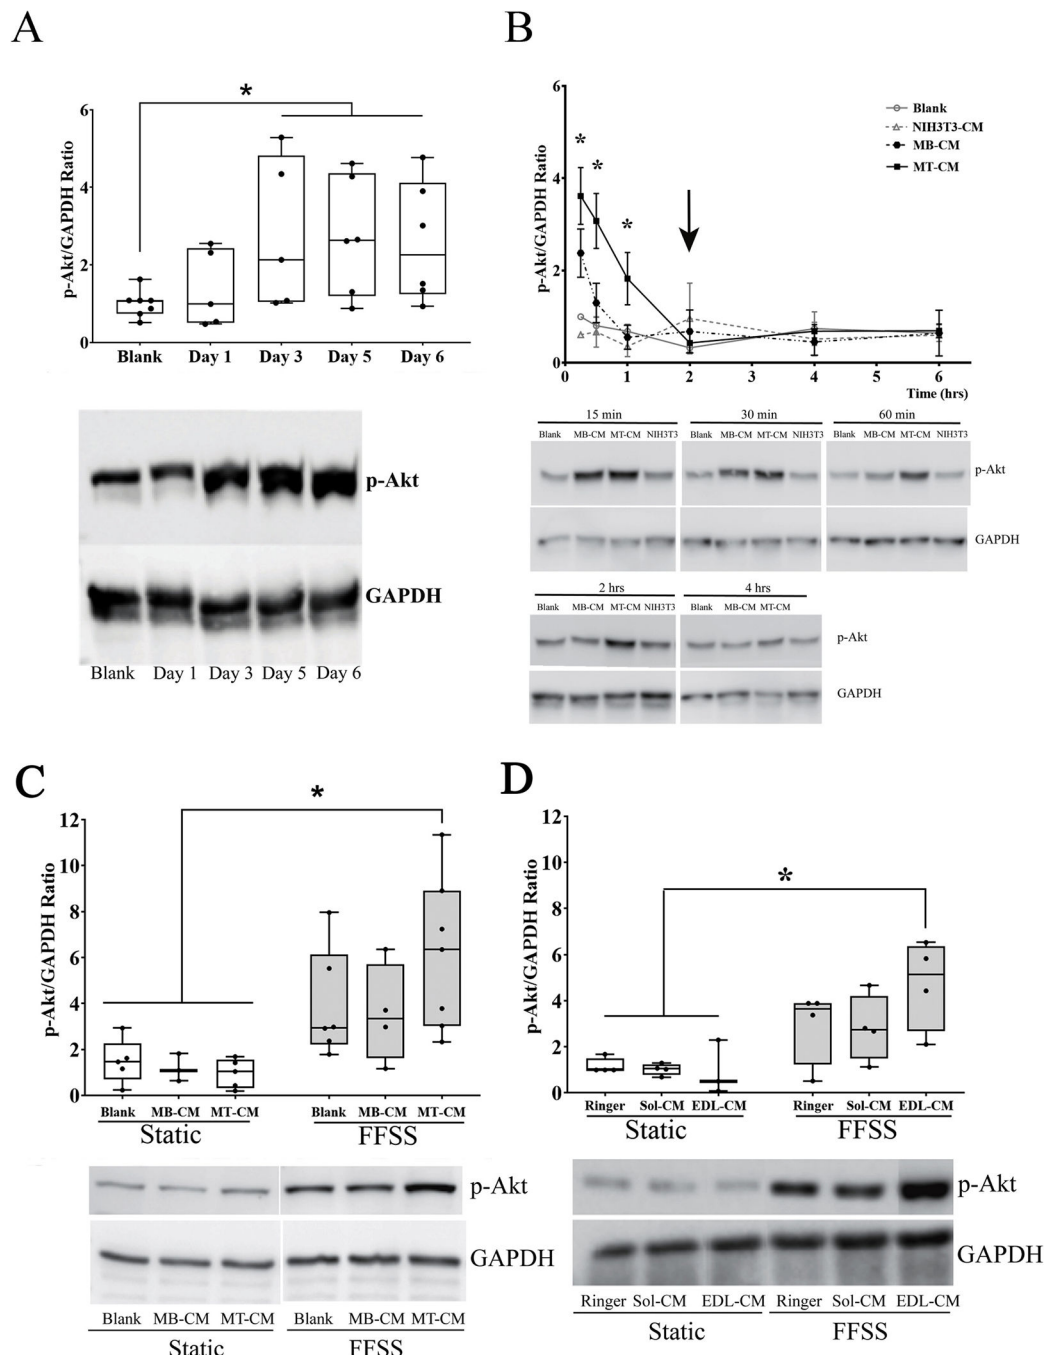 A
*
6
4
2
0
p-Akt/GAPDH Ratio
Blank Day 1 Day 3 Day 5 Day 6
p-Akt
GAPDH
Blank Day 1 Day 3 Day 5 Day 6
B
6
4
2
0
p-Akt/GAPDH Ratio
* * *
Blank
NIH3T3-CM
MB-CM
MT-CM
0 1 2 3 4 5 6
Time (hrs)
15 min 30 min 60 min
Blank MB-CM MT-CM NIH3T3 Blank MB-CM MT-CM NIH3T3 Blank MB-CM MT-CM NIH3T3
p-Akt
GAPDH
2 hrs 4 hrs
Blank MB-CM MT-CM NIH3T3 Blank MB-CM MT-CM
p-Akt
GAPDH
C
*
12
10
8
6
4
2
0
p-Akt/GAPDH Ratio
Blank MB-CM MT-CM Blank MB-CM MT-CM
Static FFSS
p-Akt
GAPDH
Blank MB-CM MT-CM Blank MB-CM MT-CM
Static FFSS
D
*
12
10
8
6
4
2
0
p-Akt/GAPDH Ratio
Ringer Sol-CM EDL-CM Ringer Sol-CM EDL-CM
Static FFSS
p-Akt
GAPDH
Ringer Sol-CM EDL-CM Ringer Sol-CM EDL-CM
Static FFSS